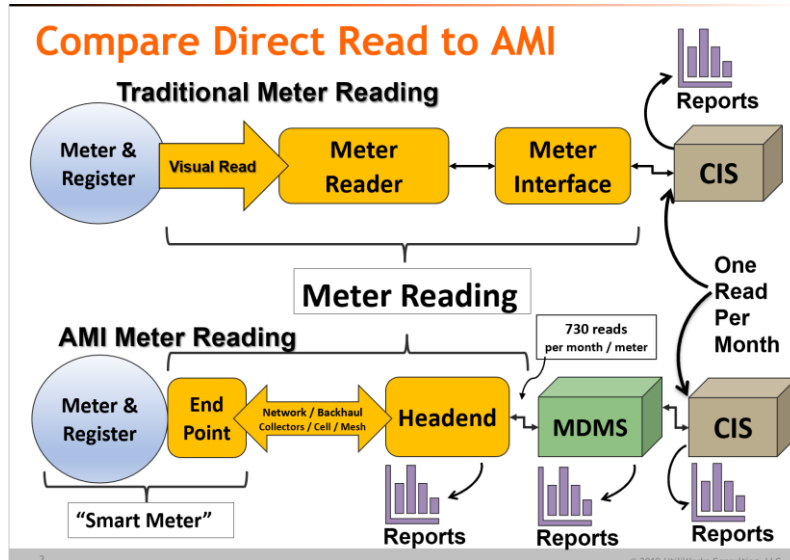 Compare Direct Read to AMI
Traditional Meter Reading
Reports
Meter &
Register
Visual Read
Meter
Reader
Meter
Interface
CIS
Meter Reading
One
Read
Per
Month
730 reads
per month / meter
AMI Meter Reading
Meter &
Register
End
Point
Network / Backhaul
Collectors / Cell / Mesh
Headend
MDMS
CIS
"Smart Meter"
Reports
Reports
Reports